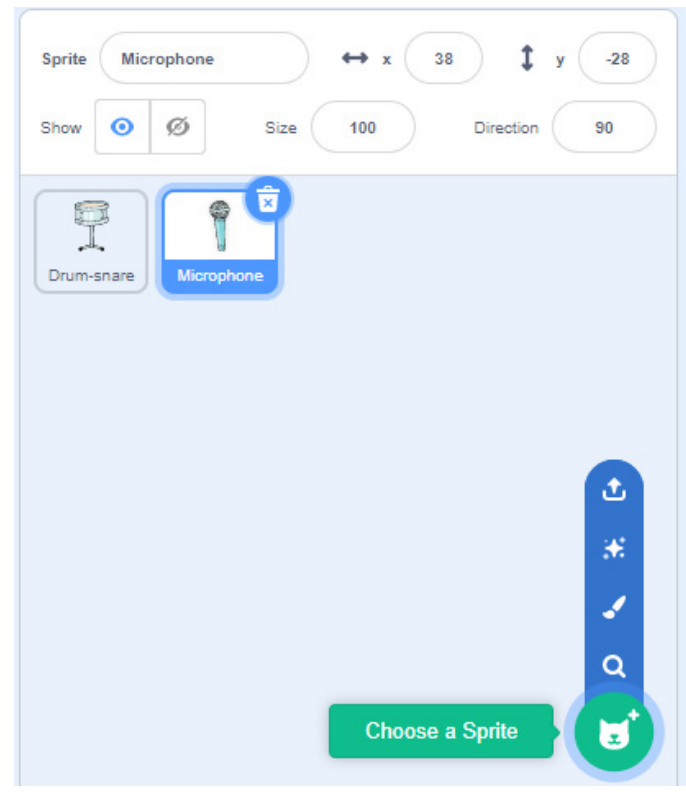 Sprite Microphone x 38 y -28
Show Size 100 Direction 90
Drum-snare Microphone
Choose a Sprite